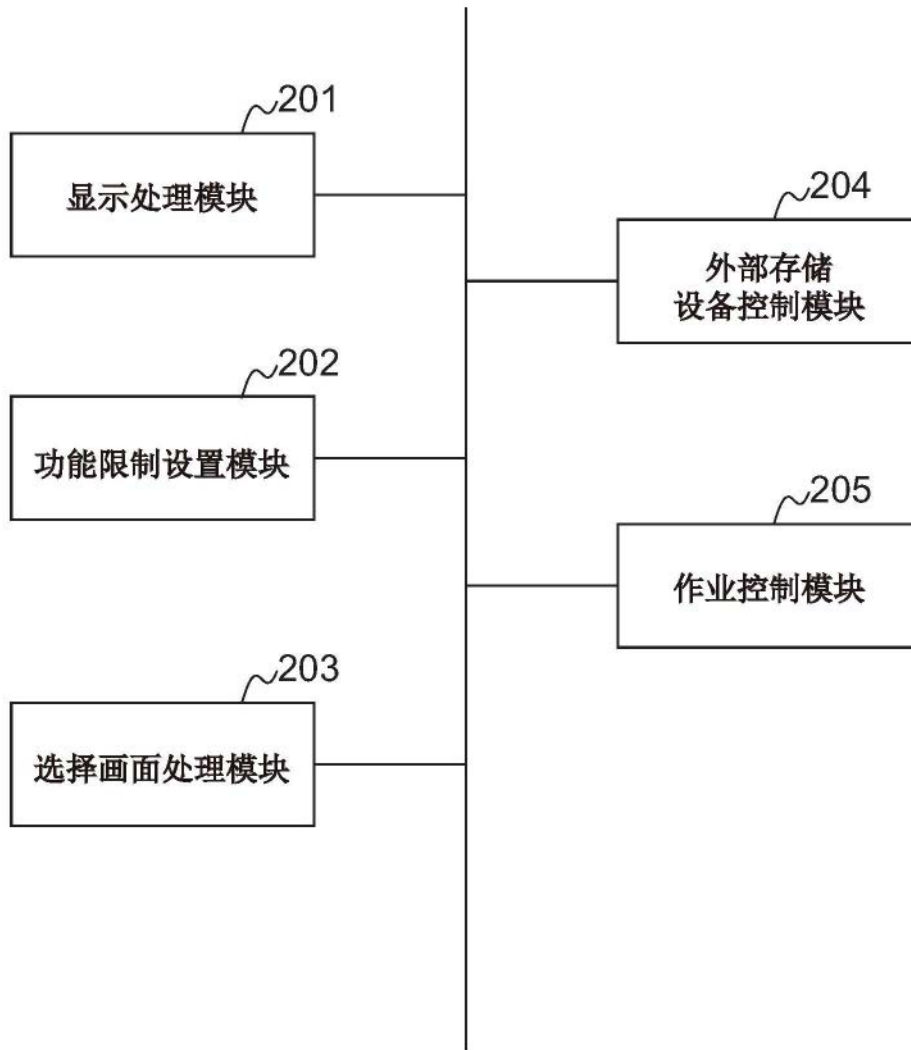 201
显示处理模块
202
功能限制设置模块
203
选择画面处理模块
204
外部存储
设备控制模块
205
作业控制模块